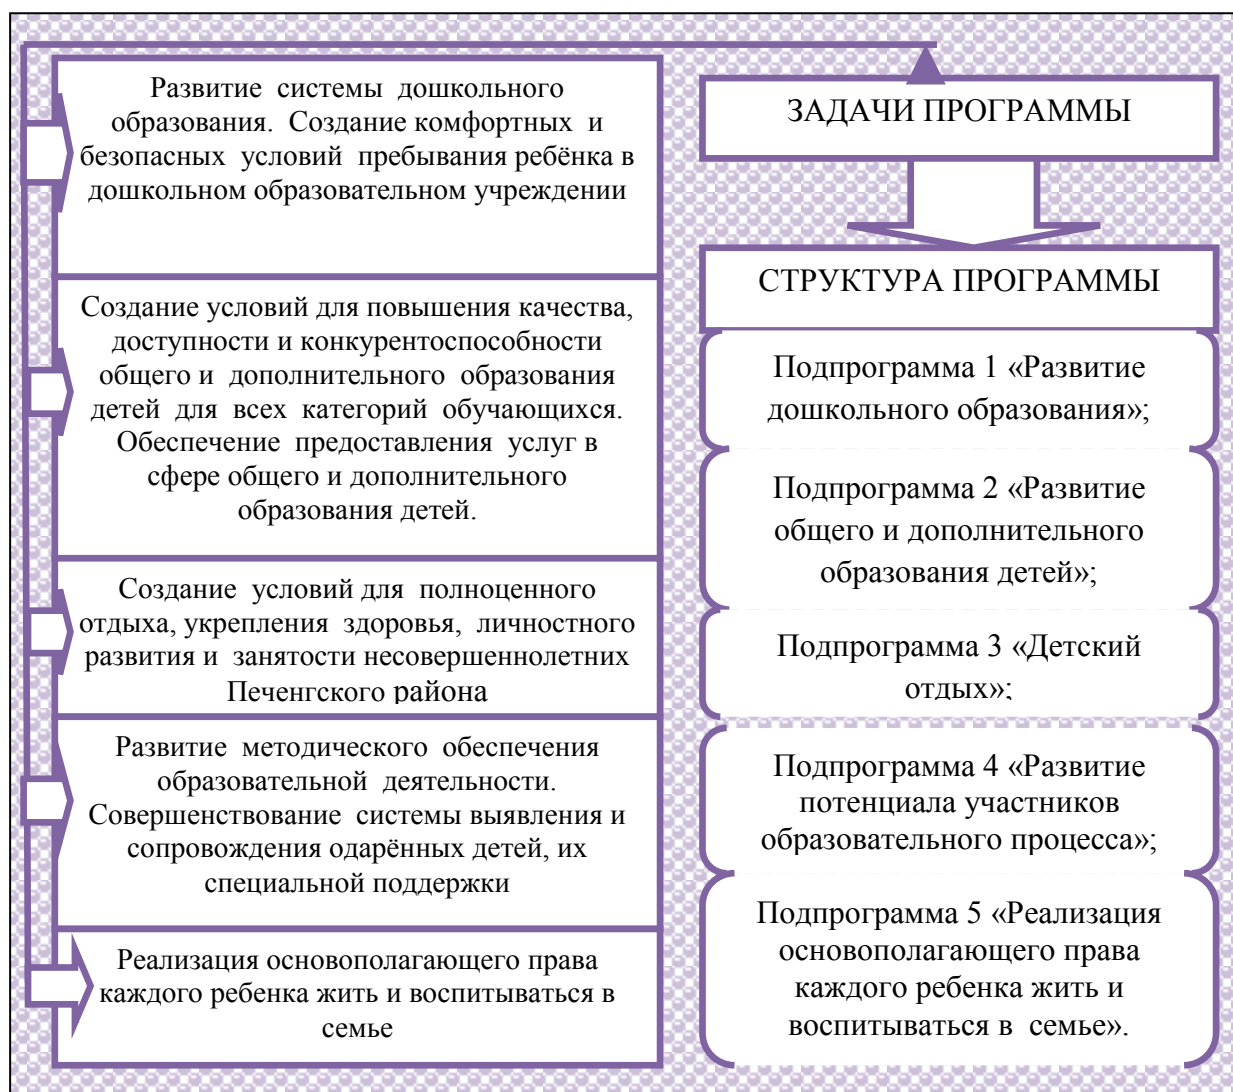 Развитие системы дошкольного
образования. Создание комфортных и
безопасных условий пребывания ребёнка в
дошкольном образовательном учреждении
Создание условий для повышения качества,
доступности и конкурентоспособности
общего и дополнительного образования
детей для всех категорий обучающихся.
Обеспечение предоставления услуг в
сфере общего и дополнительного
образования детей.
Создание условий для полноценного
отдыха, укрепления здоровья, личностного
развития и занятости несовершеннолетних
Печенгского района
Развитие методического обеспечения
образовательной деятельности.
Совершенствование системы выявления и
сопровождения одарённых детей, их
специальной поддержки
Реализация основополагающего права
каждого ребенка жить и воспитываться в
семье
ЗАДАЧИ ПРОГРАММЫ
СТРУКТУРА ПРОГРАММЫ
Подпрограмма 1 «Развитие
дошкольного образования»;
Подпрограмма 2 «Развитие
общего и дополнительного
образования детей»;
Подпрограмма 3 «Детский
отдых»;
Подпрограмма 4 «Развитие
потенциала участников
образовательного процесса»;
Подпрограмма 5 «Реализация
основополагающего права
каждого ребенка жить и
воспитываться в семье».